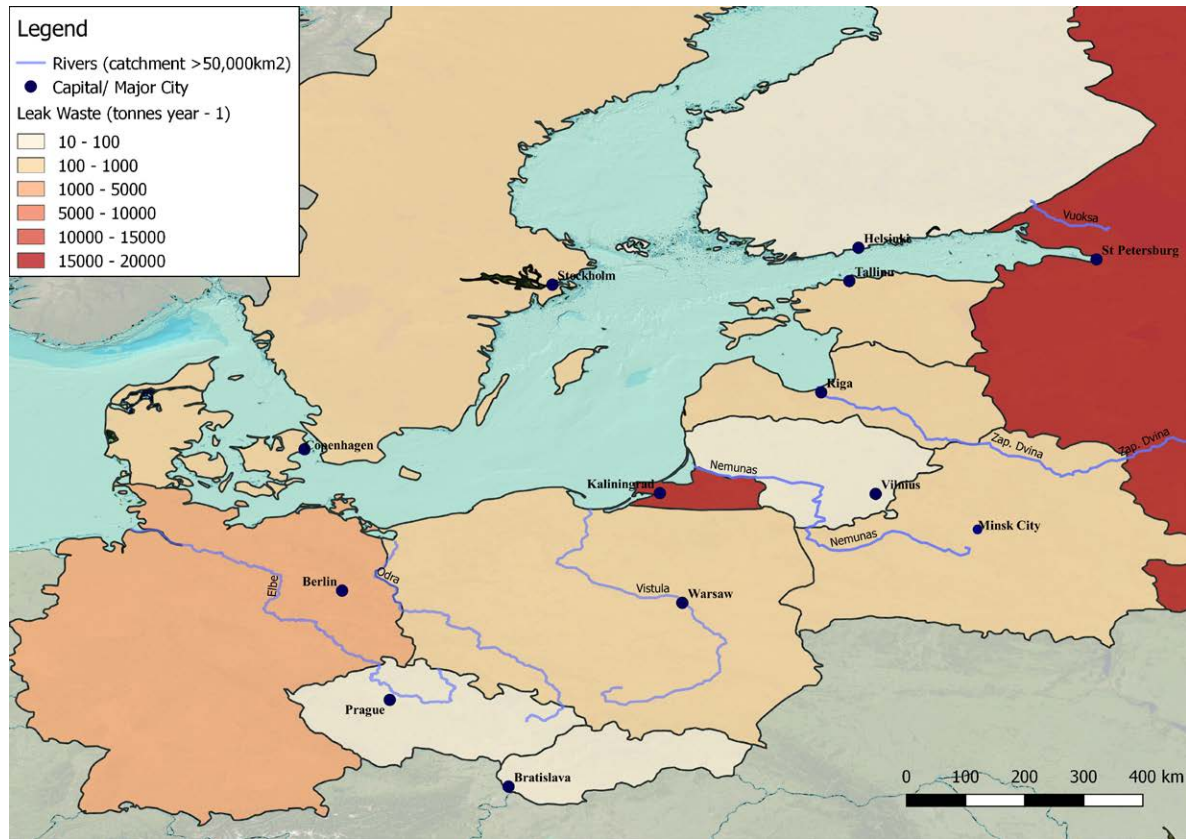 Legend
Rivers (catchment >50,000km2)
Capital/ Major City
Leak Waste (tonnes year - 1)
10 - 100
100 - 1000
1000 - 5000
5000 - 10000
10000 - 15000
15000 - 20000
Vuoksa
Helsinki
St Petersburg
Stockholm
Tallinn
Riga
Copenhagen
Zap. Dvina
Zap. Dvina
Nemunas
Kaliningrad
Vilnius
Minsk City
Nemunas
Elbe
Berlin
Odra
Vistula
Warsaw
Prague
Bratislava
0 100 200 300 400 km